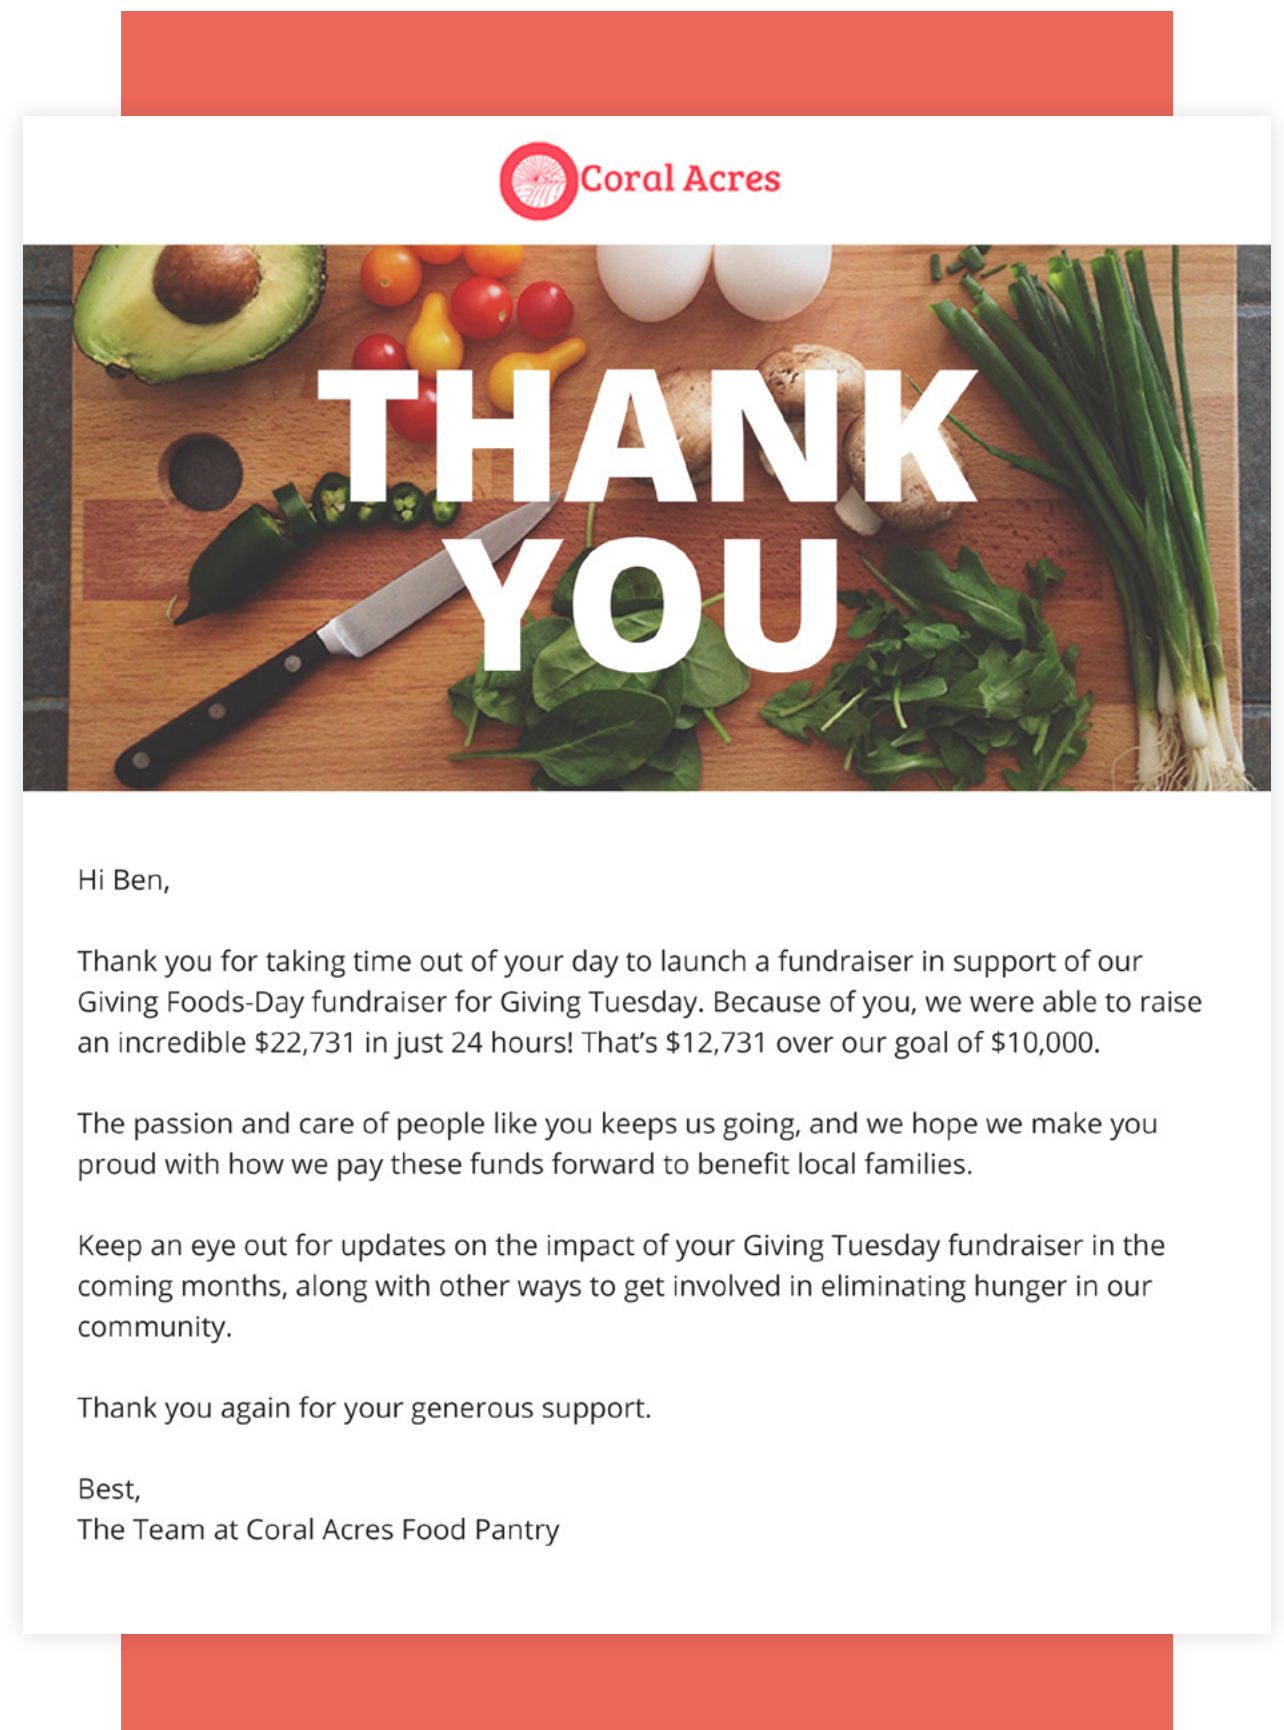 Coral Acres
THANK
YOU
Hi Ben,
Thank you for taking time out of your day to launch a fundraiser in support of our
Giving Foods-Day fundraiser for Giving Tuesday. Because of you, we were able to raise
an incredible $22,731 in just 24 hours! That’s $12,731 over our goal of $10,000.
The passion and care of people like you keeps us going, and we hope we make you
proud with how we pay these funds forward to benefit local families.
Keep an eye out for updates on the impact of your Giving Tuesday fundraiser in the
coming months, along with other ways to get involved in eliminating hunger in our
community.
Thank you again for your generous support.
Best,
The Team at Coral Acres Food Pantry